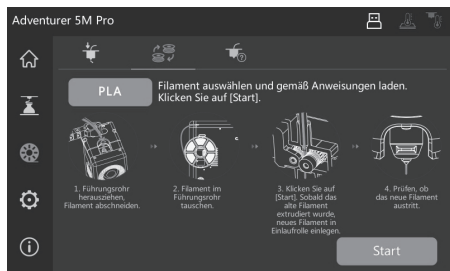 Adventurer 5M Pro
PLA
Filament auswählen und gemäß Anweisungen laden.
Klicken Sie auf [Start].
1. Führungsrohr
herausziehen,
Filament abschneiden.
2. Filament im
Führungsrohr
tauschen.
3. Klicken Sie auf
[Start]. Sobald das
alte Filament
extrudiert wurde,
neues Filament in
Einlaufrolle einlegen.
4. Prüfen, ob
das neue Filament
austritt.
Start